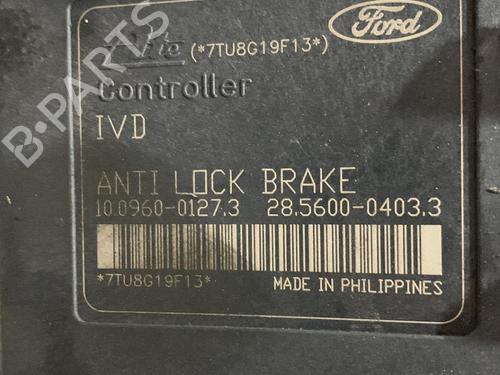 Ate (*7TU8G19F13*) Ford
Controller
IVD
ANTI LOCK BRAKE
10.0960-0127.3 28.5600-0403.3
*7TU8G19F13* MADE IN PHILIPPINES
B-PARTS